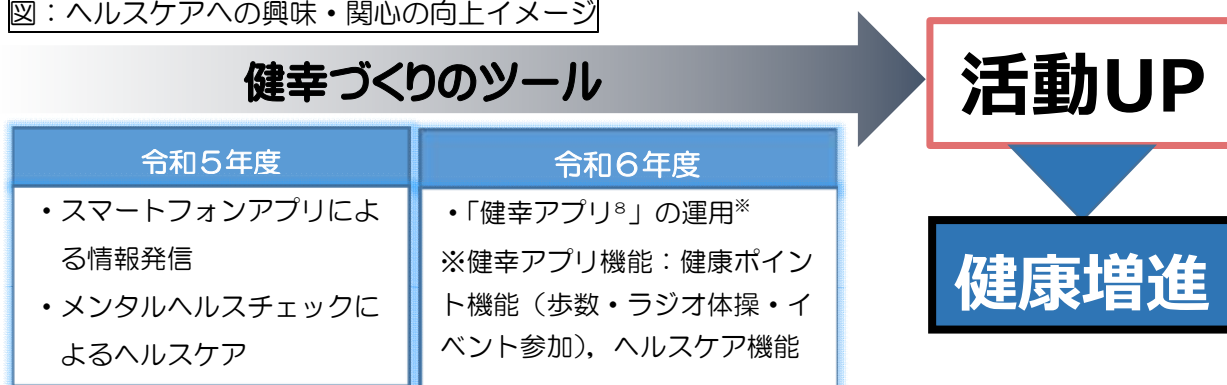 図：ヘルスケアへの興味・関心の向上イメージ
健幸づくりのツール
活動UP
健康増進
令和５年度
・スマートフォンアプリによ
る情報発信
・メンタルヘルスチェックに
よるヘルスケア
令和６年度
・「健幸アプリ⁸」の運用※
※健幸アプリ機能：健康ポイン
ト機能（歩数・ラジオ体操・イ
ベント参加），ヘルスケア機能